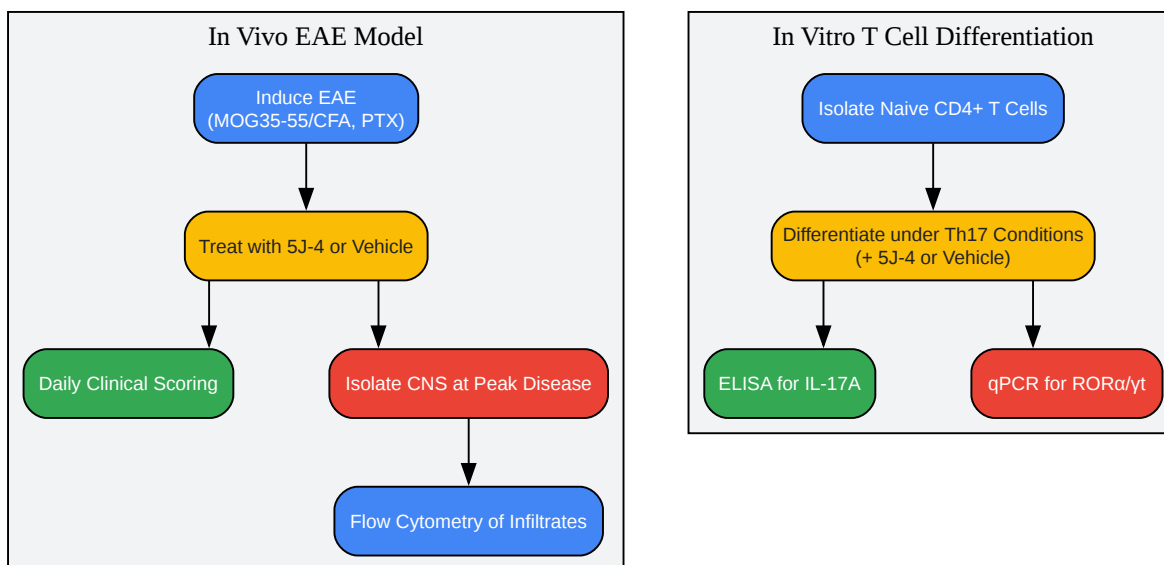 In Vivo EAE Model
Induce EAE
(MOG35-55/CFA, PTX)
Treat with 5J-4 or Vehicle
Daily Clinical Scoring
Isolate CNS at Peak Disease
Flow Cytometry of Infiltrates
In Vitro T Cell Differentiation
Isolate Naive CD4+ T Cells
Differentiate under Th17 Conditions
(+ 5J-4 or Vehicle)
ELISA for IL-17A
qPCR for RORα/γt